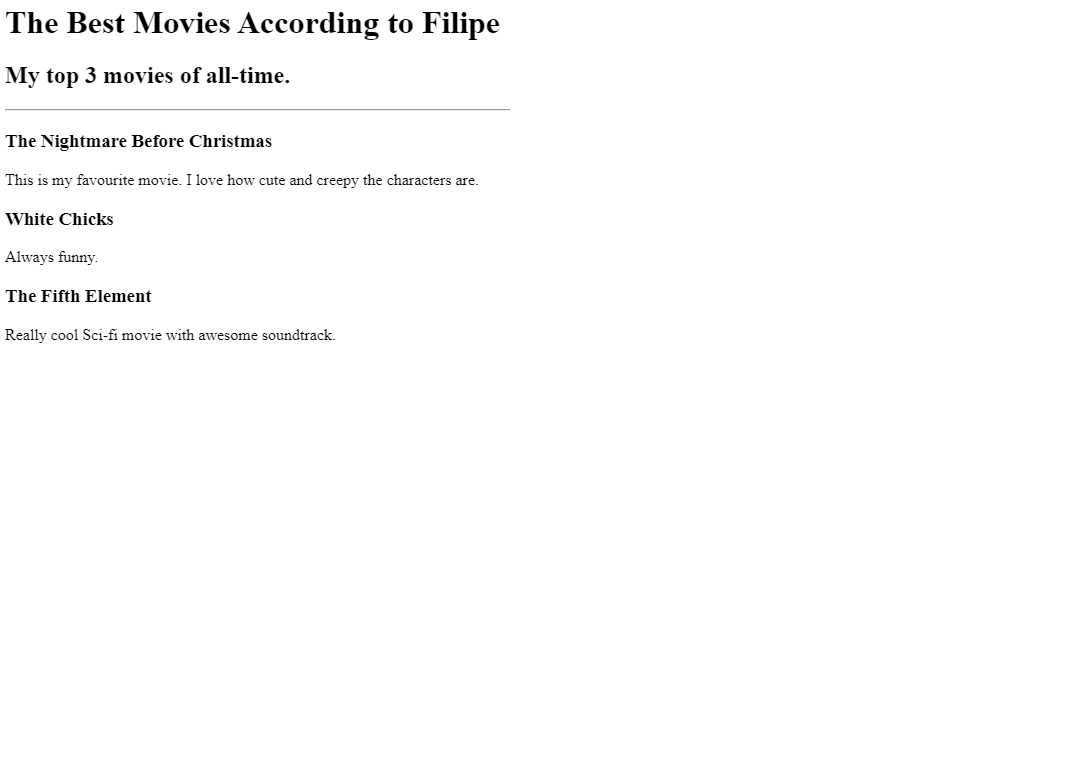 The Best Movies According to Filipe
My top 3 movies of all-time.
The Nightmare Before Christmas
This is my favourite movie. I love how cute and creepy the characters are.
White Chicks
Always funny.
The Fifth Element
Really cool Sci-fi movie with awesome soundtrack.